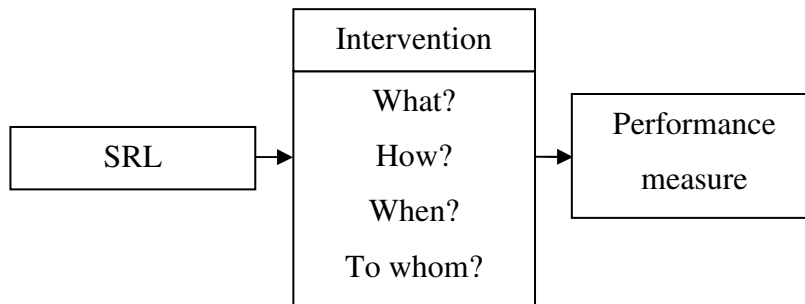 SRL
Intervention
What?
How?
When?
To whom?
Performance
measure